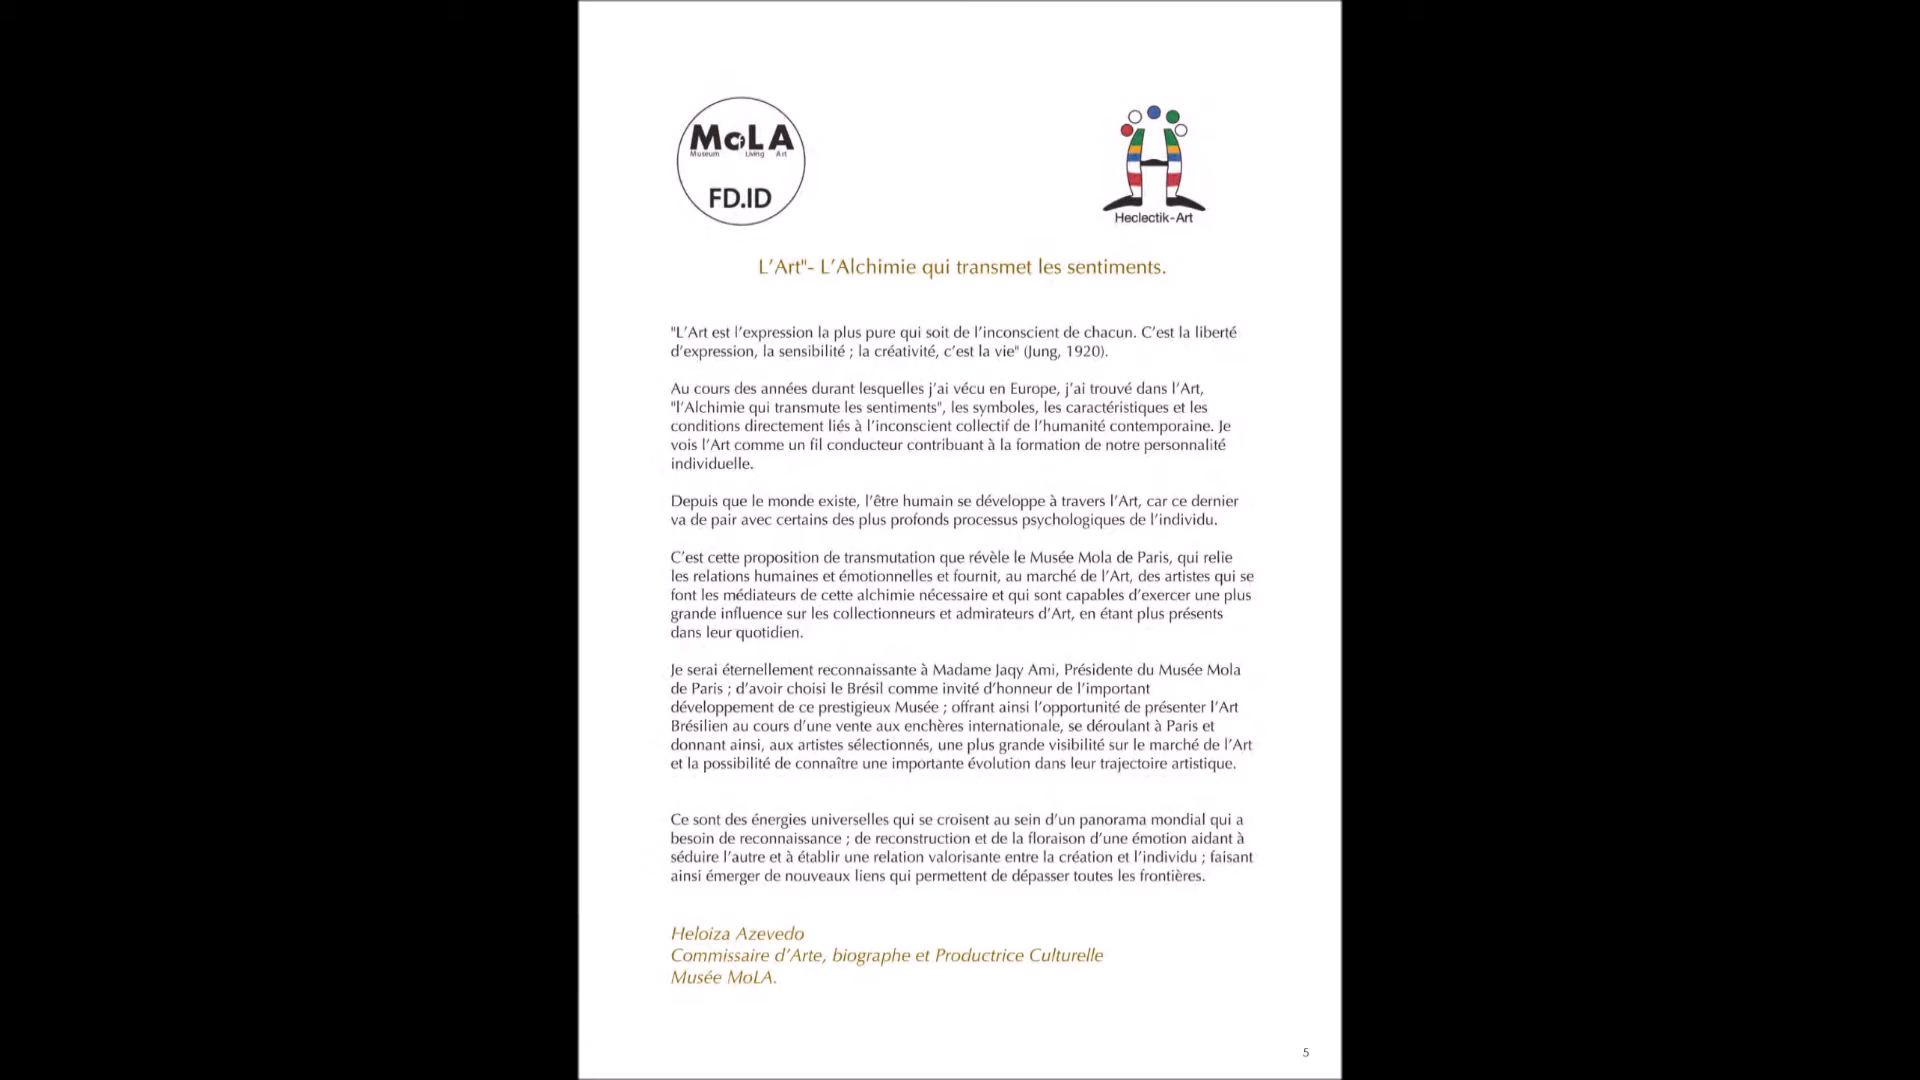 MoLA
Museum Living Art
FD.ID
Heclectik-Art
L'Art"- L'Alchimie qui transmet les sentiments.
"L'Art est l'expression la plus pure qui soit de l'inconscient de chacun. C'est la liberté
d'expression, la sensibilité ; la créativité, c'est la vie" (Jung, 1920).
Au cours des années durant lesquelles j'ai vécu en Europe, j'ai trouvé dans l'Art,
"l'Alchimie qui transmute les sentiments", les symboles, les caractéristiques et les
conditions directement liés à l'inconscient collectif de l'humanité contemporaine. Je
vois l'Art comme un fil conducteur contribuant à la formation de notre personnalité
individuelle.
Depuis que le monde existe, l'être humain se développe à travers l'Art, car ce dernier
va de pair avec certains des plus profonds processus psychologiques de l'individu.
C'est cette proposition de transmutation que révèle le Musée Mola de Paris, qui relie
les relations humaines et émotionnelles et fournit, au marché de l'Art, des artistes qui se
font les médiateurs de cette alchimie nécessaire et qui sont capables d'exercer une plus
grande influence sur les collectionneurs et admirateurs d'Art, en étant plus présents
dans leur quotidien.
Je serai éternellement reconnaissante à Madame Jaqy Ami, Présidente du Musée Mola
de Paris ; d'avoir choisi le Brésil comme invité d'honneur de l'important
développement de ce prestigieux Musée ; offrant ainsi l'opportunité de présenter l'Art
Brésilien au cours d'une vente aux enchères internationale, se déroulant à Paris et
donnant ainsi, aux artistes sélectionnés, une plus grande visibilité sur le marché de l'Art
et la possibilité de connaître une importante évolution dans leur trajectoire artistique.
Ce sont des énergies universelles qui se croisent au sein d'un panorama mondial qui a
besoin de reconnaissance ; de reconstruction et de la floraison d'une émotion aidant à
séduire l'autre et à établir une relation valorisante entre la création et l'individu ; faisant
ainsi émerger de nouveaux liens qui permettent de dépasser toutes les frontières.
Heloiza Azevedo
Commissaire d'Arte, biographe et Productrice Culturelle
Musée MoLA.
5